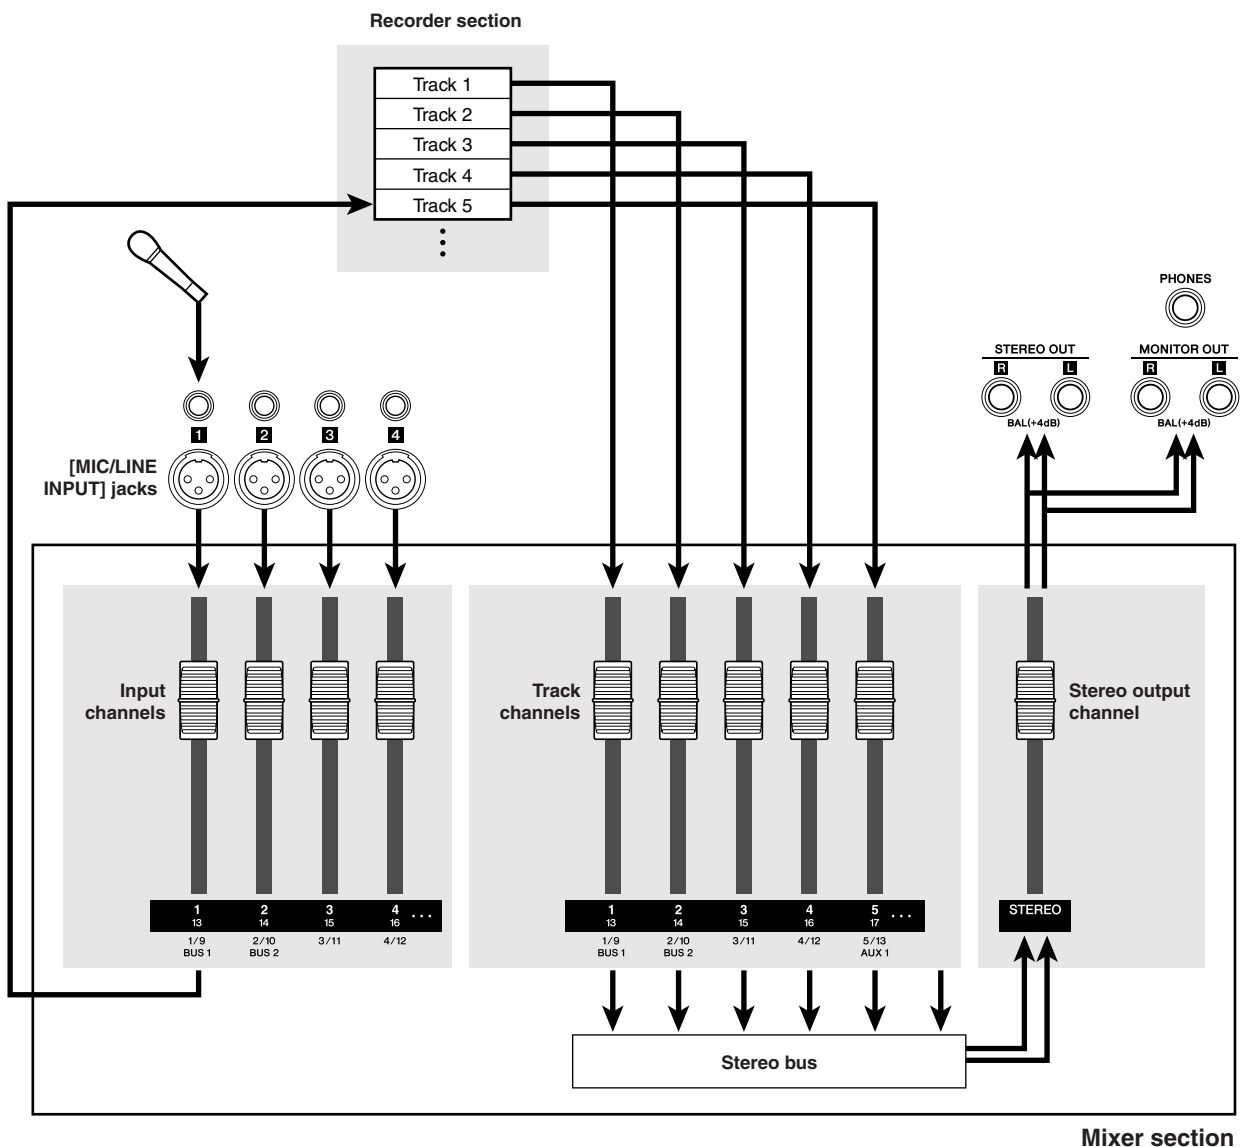 Recorder section
Track 1
Track 2
Track 3
Track 4
Track 5
PHONES
STEREO OUT
MONITOR OUT
R L
R L
BAL(+4dB)
BAL(+4dB)
1 2 3 4
[MIC/LINE
INPUT] jacks
Input
channels
Track
channels
Stereo output
channel
1 2 3 4 ...
13 14 15 16
1/9 2/10 3/11 4/12
BUS 1 BUS 2
1 2 3 4 5 ...
13 14 15 16 17
1/9 2/10 3/11 4/12 5/13
BUS 1 BUS 2 AUX 1
STEREO
Stereo bus
Mixer section